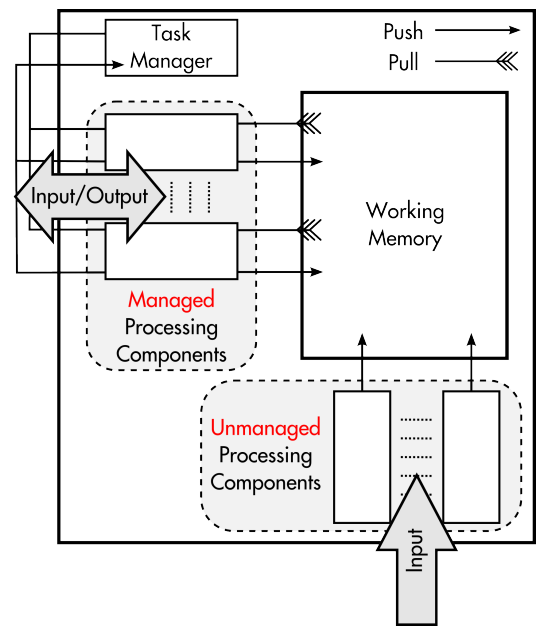 Task
Manager
Push
Pull
Input/Output
Working
Memory
Managed
Processing
Components
Unmanaged
Processing
Components
Input